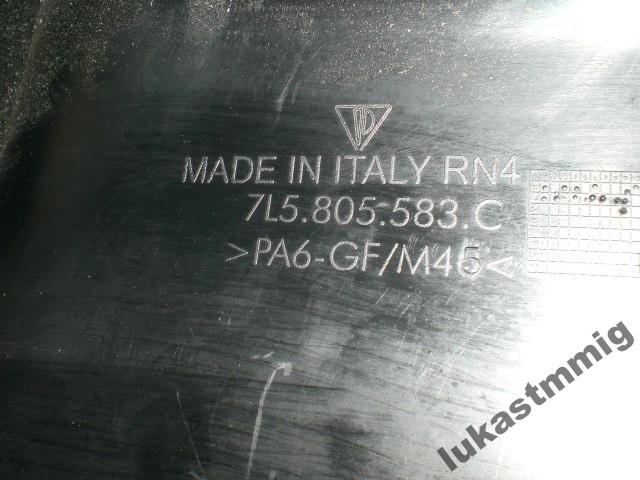 MADE IN ITALY RN4
7L5.805.583.C
>PA6-GF/M45<
lukastmmig